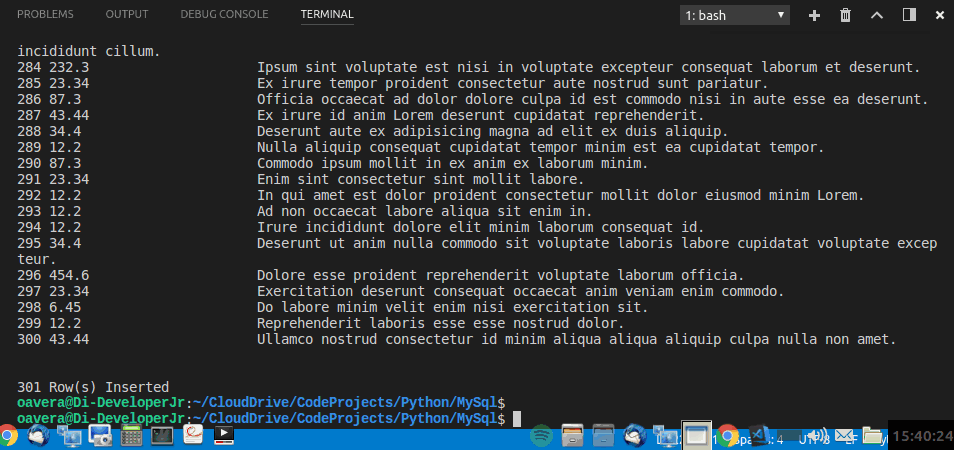 PROBLEMS OUTPUT DEBUG CONSOLE TERMINAL 1: bash
incididunt cillum.
284 232.3 Ipsum sint voluptate est nisi in voluptate excepteur consequat laborum et deserunt.
285 23.34 Ex irure tempor proident consectetur aute nostrud sunt pariatur.
286 87.3 Officia occaecat ad dolor dolore culpa id est commodo nisi in aute esse ea deserunt.
287 43.44 Ex irure id anim Lorem deserunt cupidatat reprehenderit.
288 34.4 Deserunt aute ex adipisicing magna ad elit ex duis aliquip.
289 12.2 Nulla aliquip consequat cupidatat tempor minim est ea cupidatat tempor.
290 87.3 Commodo ipsum mollit in ex anim ex laborum minim.
291 23.34 Enim sint consectetur sint mollit labore.
292 12.2 In qui amet est dolor proident consectetur mollit dolor eiusmod minim Lorem.
293 12.2 Ad non occaecat labore aliqua sit enim in.
294 12.2 Irure incididunt dolore elit minim laborum consequat id.
295 34.4 Deserunt ut anim nulla commodo sit voluptate laboris labore cupidatat voluptate excep
teur.
296 454.6 Dolore esse proident reprehenderit voluptate laborum officia.
297 23.34 Exercitation deserunt consequat occaecat anim veniam enim commodo.
298 6.45 Do labore minim velit enim nisi exercitation sit.
299 12.2 Reprehenderit laboris esse esse nostrud dolor.
300 43.44 Ullamco nostrud consectetur id minim aliqua aliqua aliquip culpa nulla non amet.
301 Row(s) Inserted
oavera@Di-DeveloperJr:~/CloudDrive/CodeProjects/Python/MySql$
oavera@Di-DeveloperJr:~/CloudDrive/CodeProjects/Python/MySql$
15:40:24